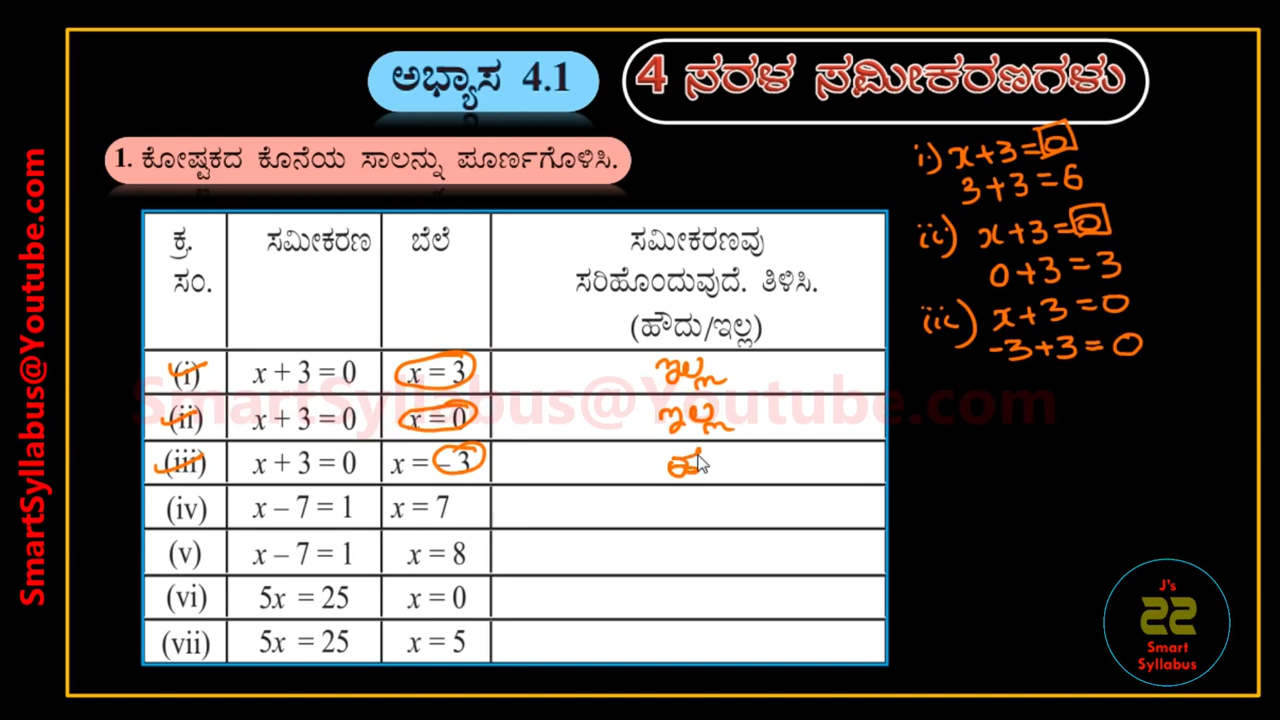 ಅಭ್ಯಾಸ 4.1
4 ಸರಳ ಸಮೀಕರಣಗಳು
1. ಕೋಷ್ಟಕದ ಕೊನೆಯ ಸಾಲನ್ನು ಪೂರ್ಣಗೊಳಿಸಿ.
ಕ್ರ. ಸಂ. ಸಮೀಕರಣ ಬೆಲೆ ಸಮೀಕರಣವು
ಸರಿಹೊಂದುವುದೆ. ತಿಳಿಸಿ.
(ಹೌದು/ಇಲ್ಲ)
(i) x + 3 = 0 x = 3 ಇಲ್ಲ
(ii) x + 3 = 0 x = 0 ಇಲ್ಲ
(iii) x + 3 = 0 x = – 3
(iv) x – 7 = 1 x = 7
(v) x – 7 = 1 x = 8
(vi) 5x = 25 x = 0
(vii) 5x = 25 x = 5
i) x+3=0
3+3=6
ii) x+3=0
0+3=3
iii) x+3=0
-3+3=0
SmartSyllabus@Youtube.com
SmartSyllabus@Youtube.com
J's
22
Smart
Syllabus